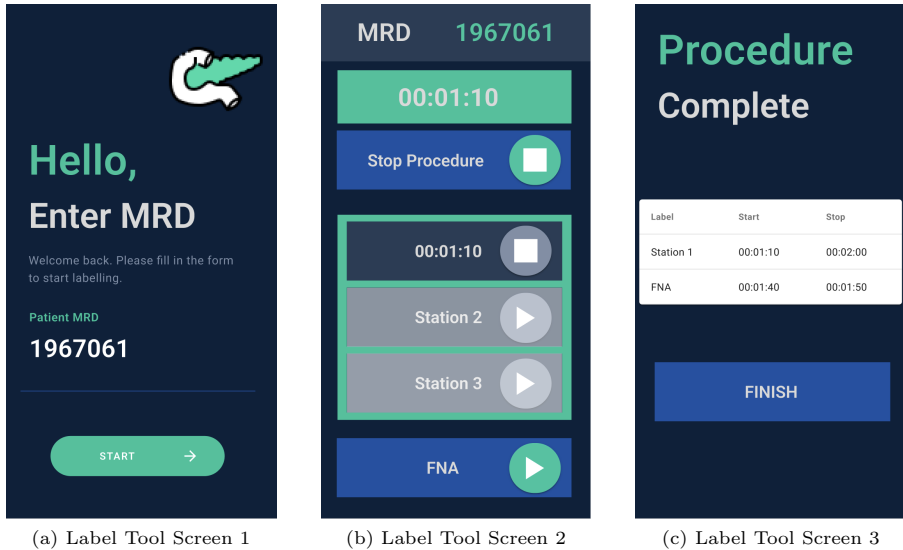 Hello,
Enter MRD
Welcome back. Please fill in the form
to start labelling.
Patient MRD
1967061
START
(a) Label Tool Screen 1
MRD 1967061
00:01:10
Stop Procedure
00:01:10
Station 2
Station 3
FNA
(b) Label Tool Screen 2
Procedure
Complete
Label Start Stop
Station 1 00:01:10 00:02:00
FNA 00:01:40 00:01:50
FINISH
(c) Label Tool Screen 3